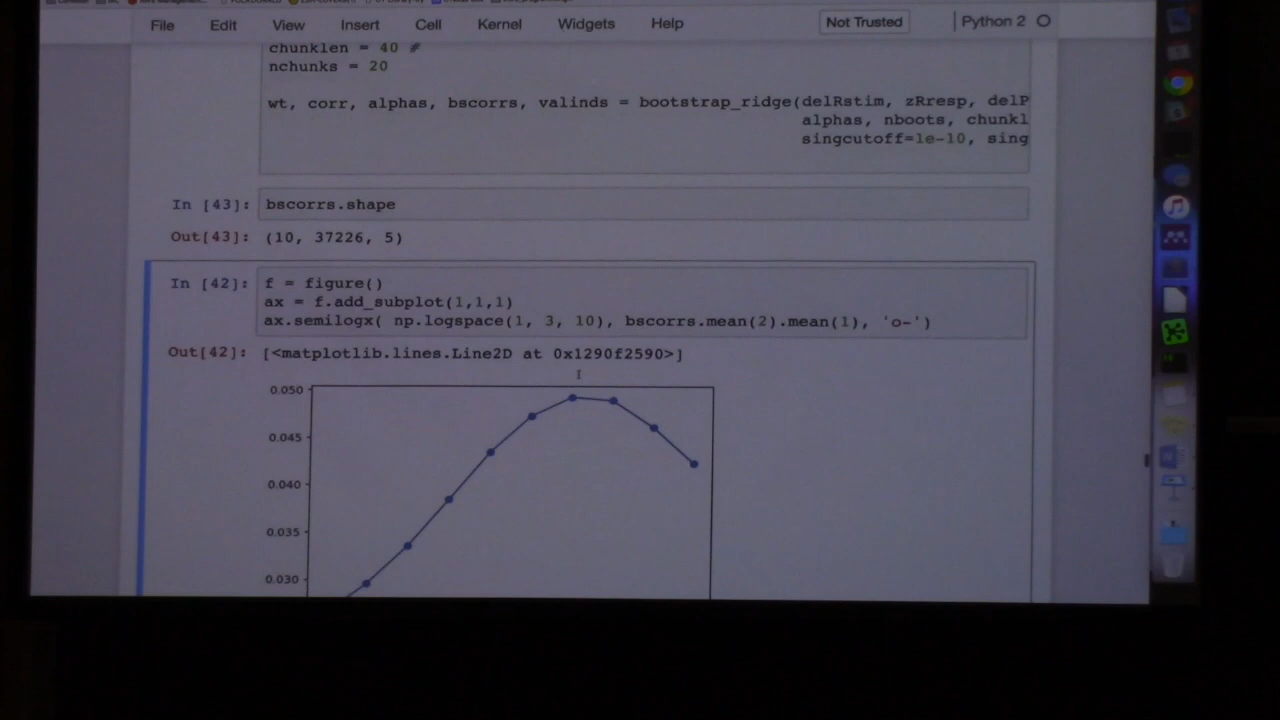 File Edit View Insert Cell Kernel Widgets Help Not Trusted Python 2
chunklen = 40 #
nchunks = 20
wt, corr, alphas, bscorrs, valinds = bootstrap_ridge(delRstim, zRresp, delP
alphas, nboots, chunkl
singcutoff=1e-10, sing
In [43]: bscorrs.shape
Out[43]: (10, 37226, 5)
In [42]: f = figure()
ax = f.add_subplot(1,1,1)
ax.semilogx( np.logspace(1, 3, 10), bscorrs.mean(2).mean(1), 'o-')
Out[42]: [<matplotlib.lines.Line2D at 0x1290f2590>]
0.050
0.045
0.040
0.035
0.030